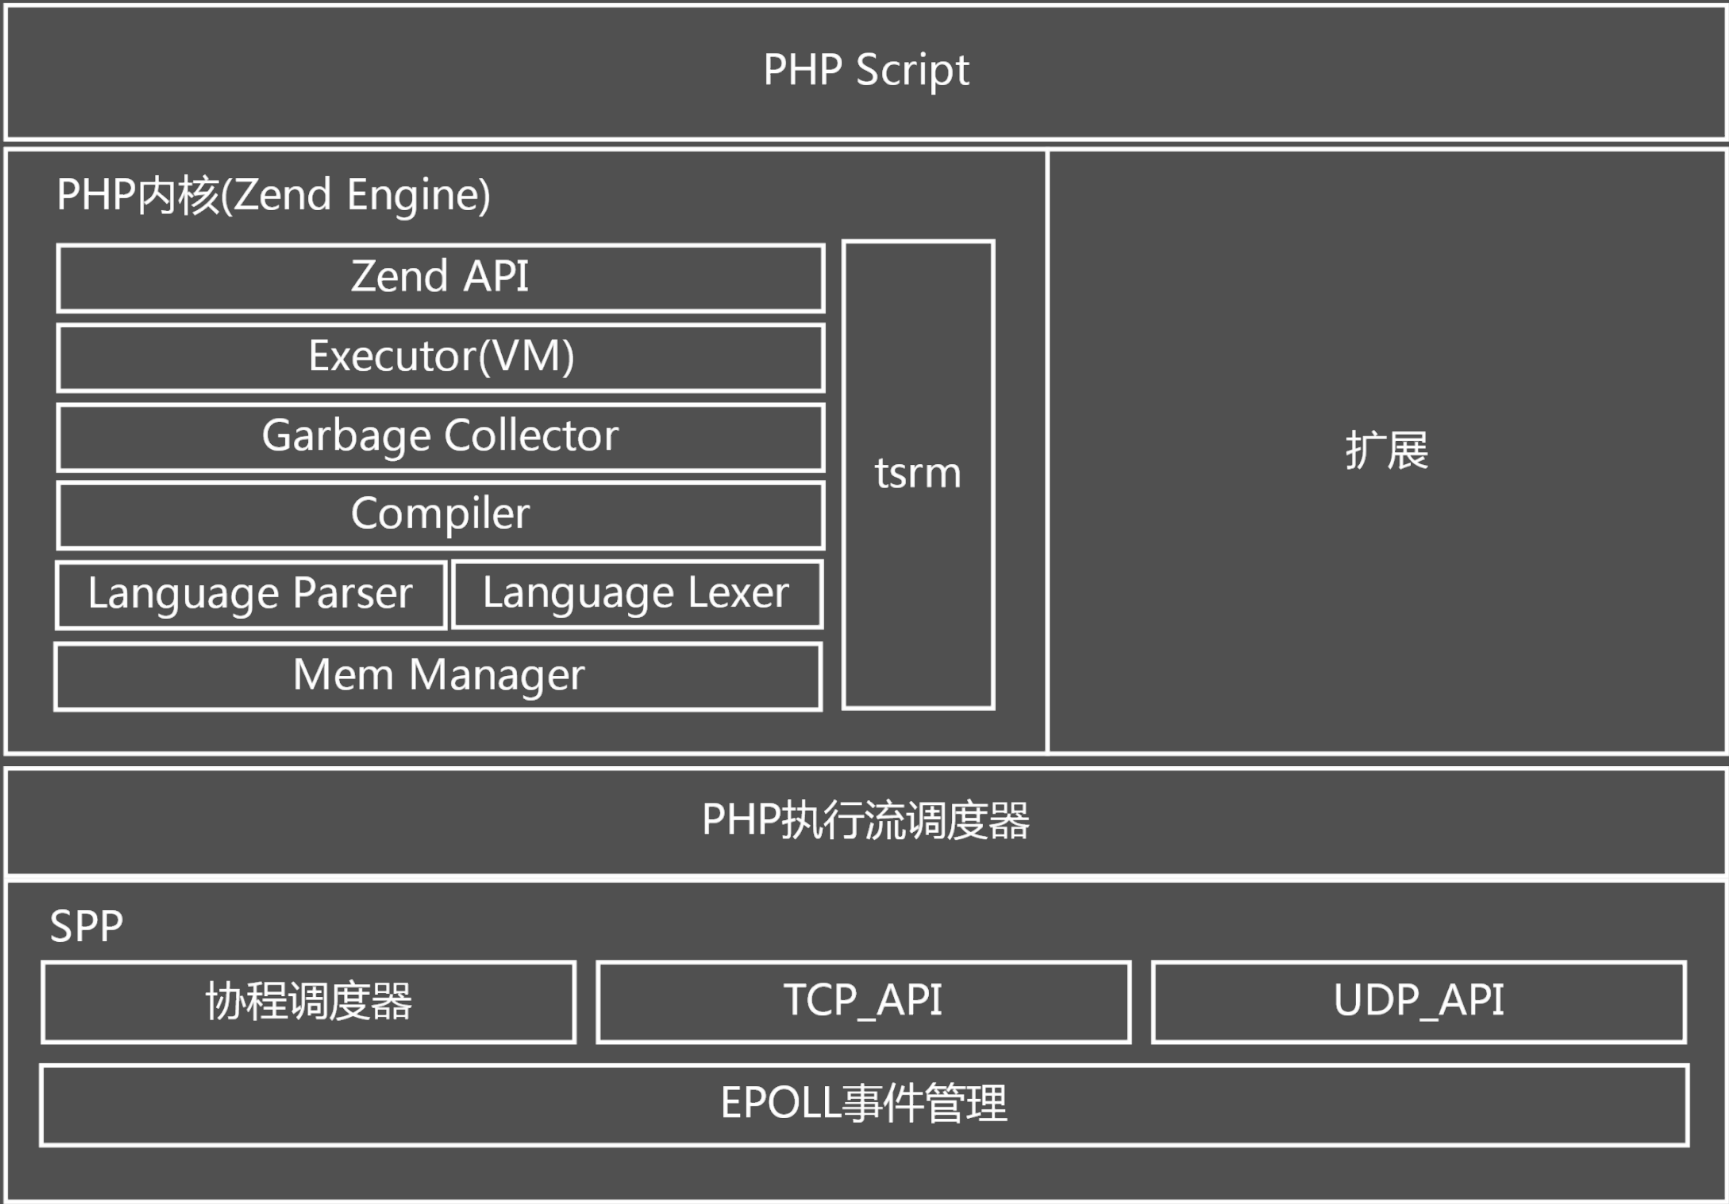 PHP Script
PHP内核(Zend Engine)
Zend API
Executor(VM)
Garbage Collector
Compiler
Language Parser
Language Lexer
Mem Manager
tsrm
扩展
PHP执行流调度器
SPP
协程调度器
TCP_API
UDP_API
EPOLL事件管理